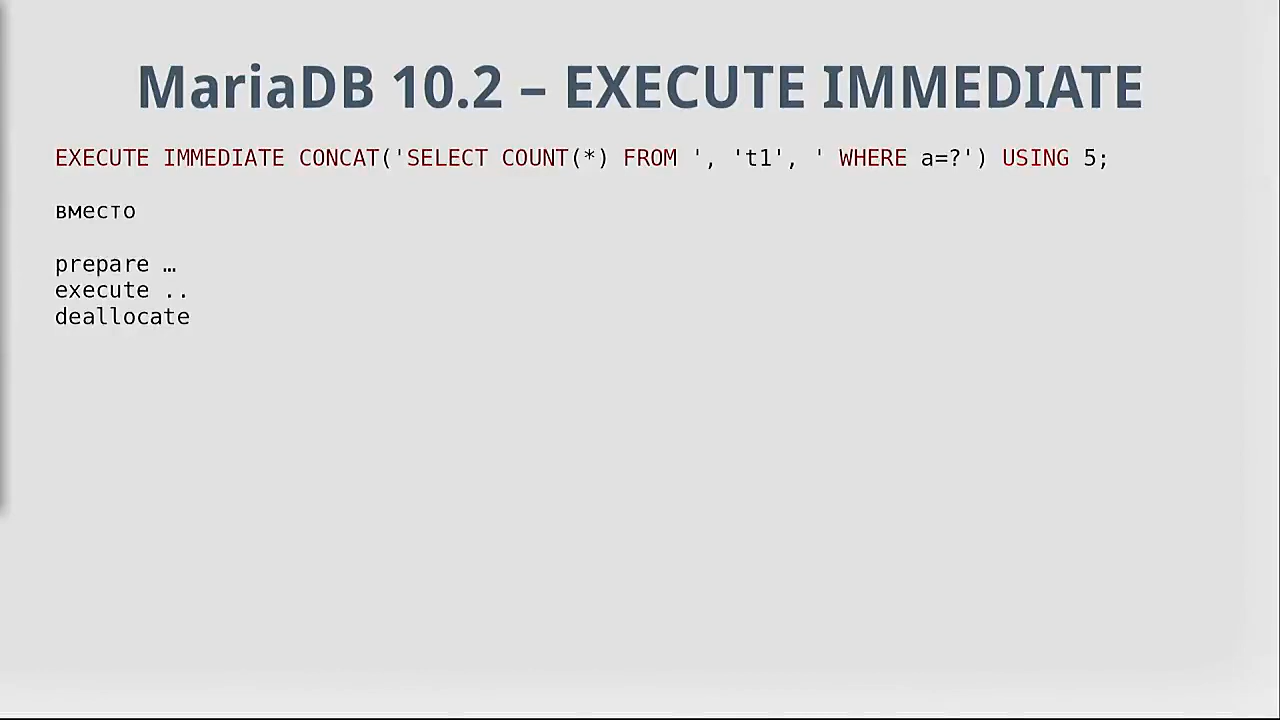 MariaDB 10.2 – EXECUTE IMMEDIATE
EXECUTE IMMEDIATE CONCAT('SELECT COUNT(*) FROM ', 't1', ' WHERE a=?') USING 5;
вместо
prepare …
execute ..
deallocate